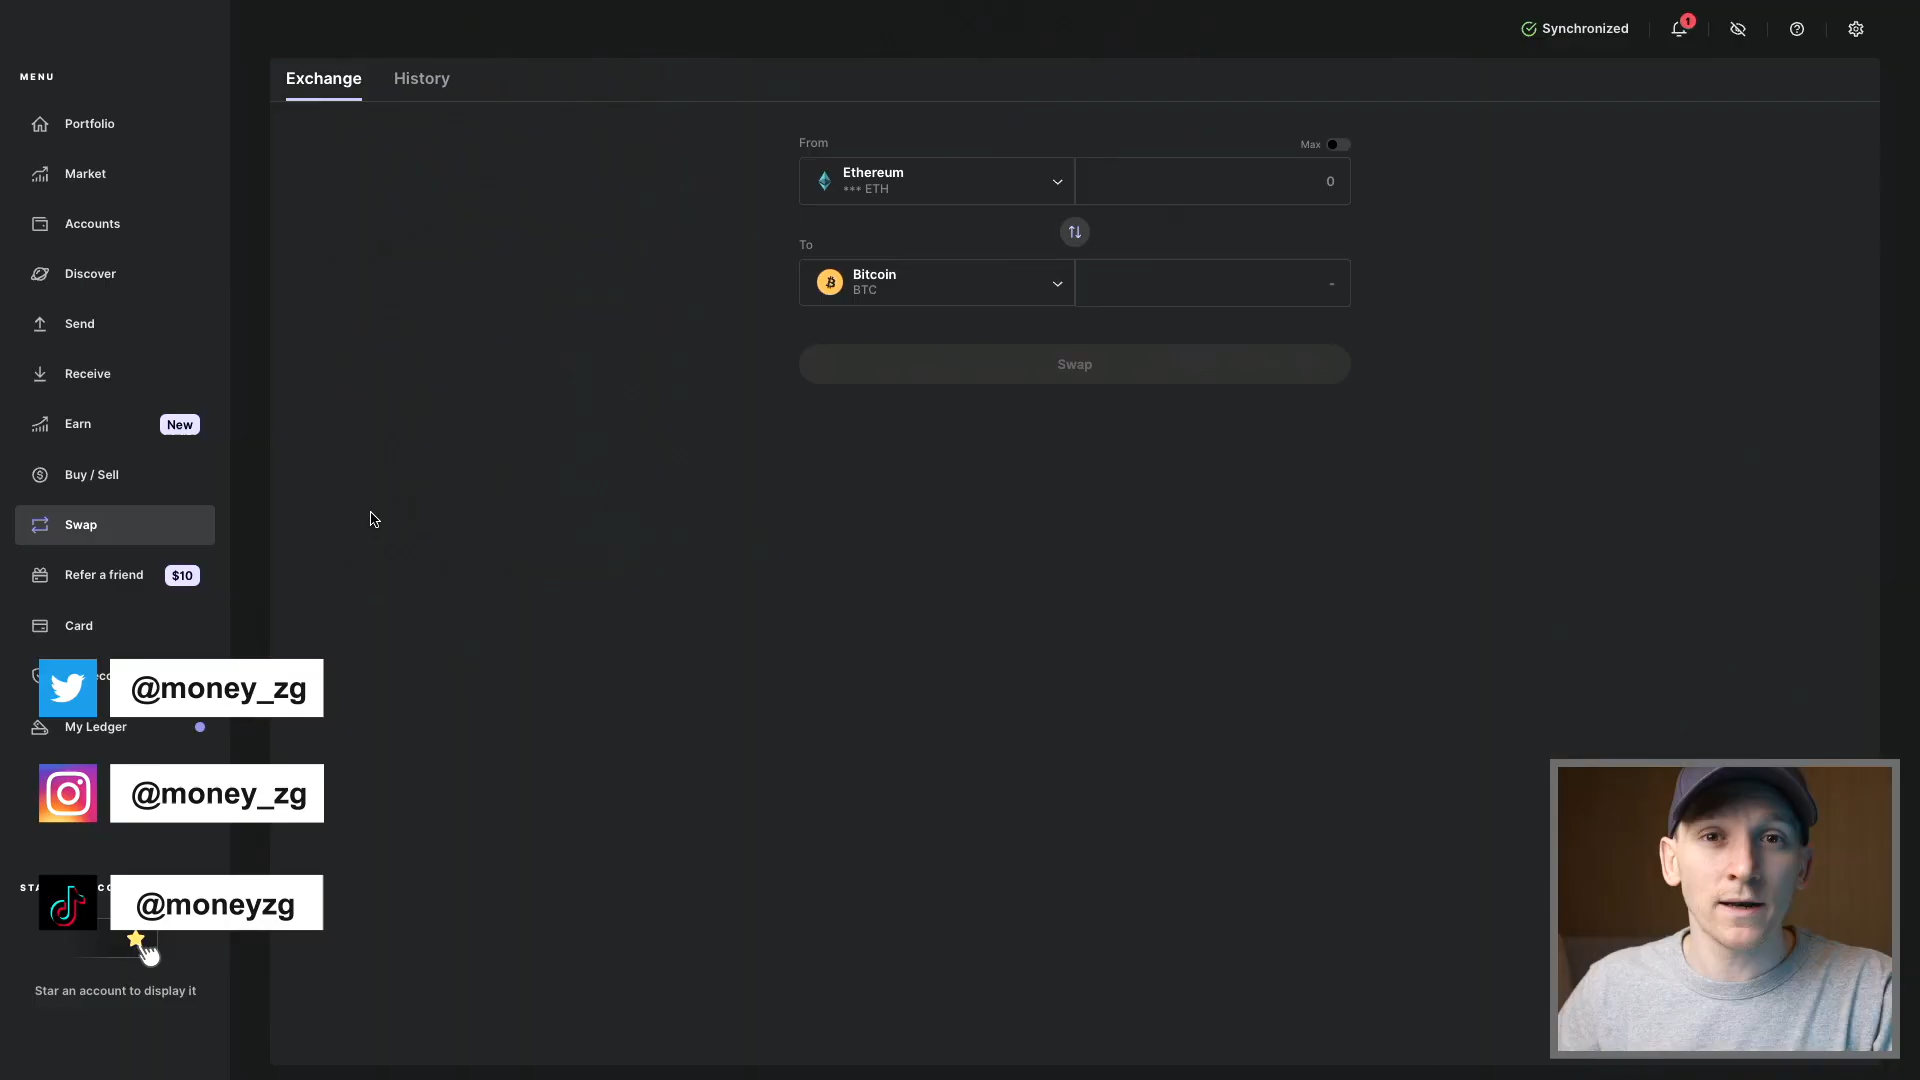 MENU
Portfolio
Market
Accounts
Discover
Send
Receive
Earn New
Buy / Sell
Swap
Refer a friend $10
Card
@money_zg
My Ledger
@money_zg
@moneyzg
Star an account to display it
Synchronized 1
Exchange History
From Max
Ethereum
*** ETH 0
To
Bitcoin
BTC -
Swap